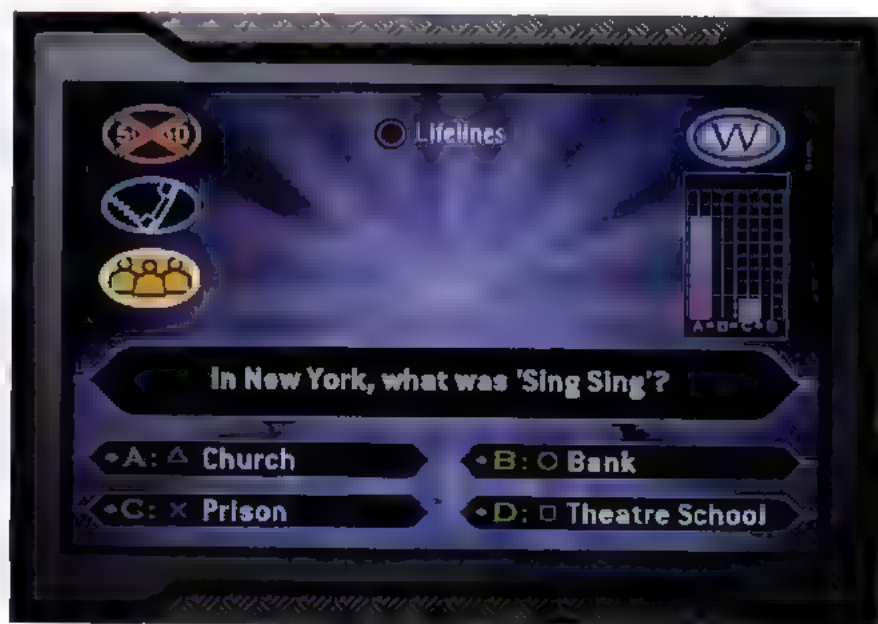 Lifelines
W
In New York, what was 'Sing Sing'?
A: Church
B: Bank
C: Prison
D: Theatre School